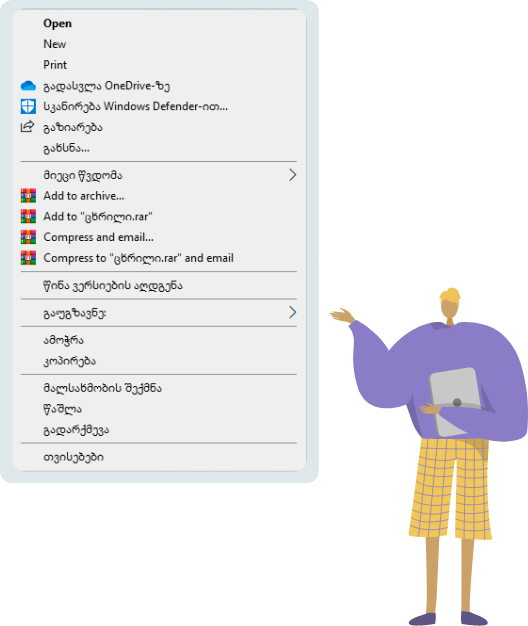 Open
New
Print
გადასვლა OneDrive-ზე
სკანირება Windows Defender-ით...
გაზიარება
გახსნა...
მიეცი წვდომა
Add to archive...
Add to "ცხრილი.rar"
Compress and email...
Compress to "ცხრილი.rar" and email
წინა ვერსიების აღდგენა
გაუგზავნე:
ამოჭრა
კოპირება
მალსახმობის შექმნა
წაშლა
გადარქმევა
თვისებები